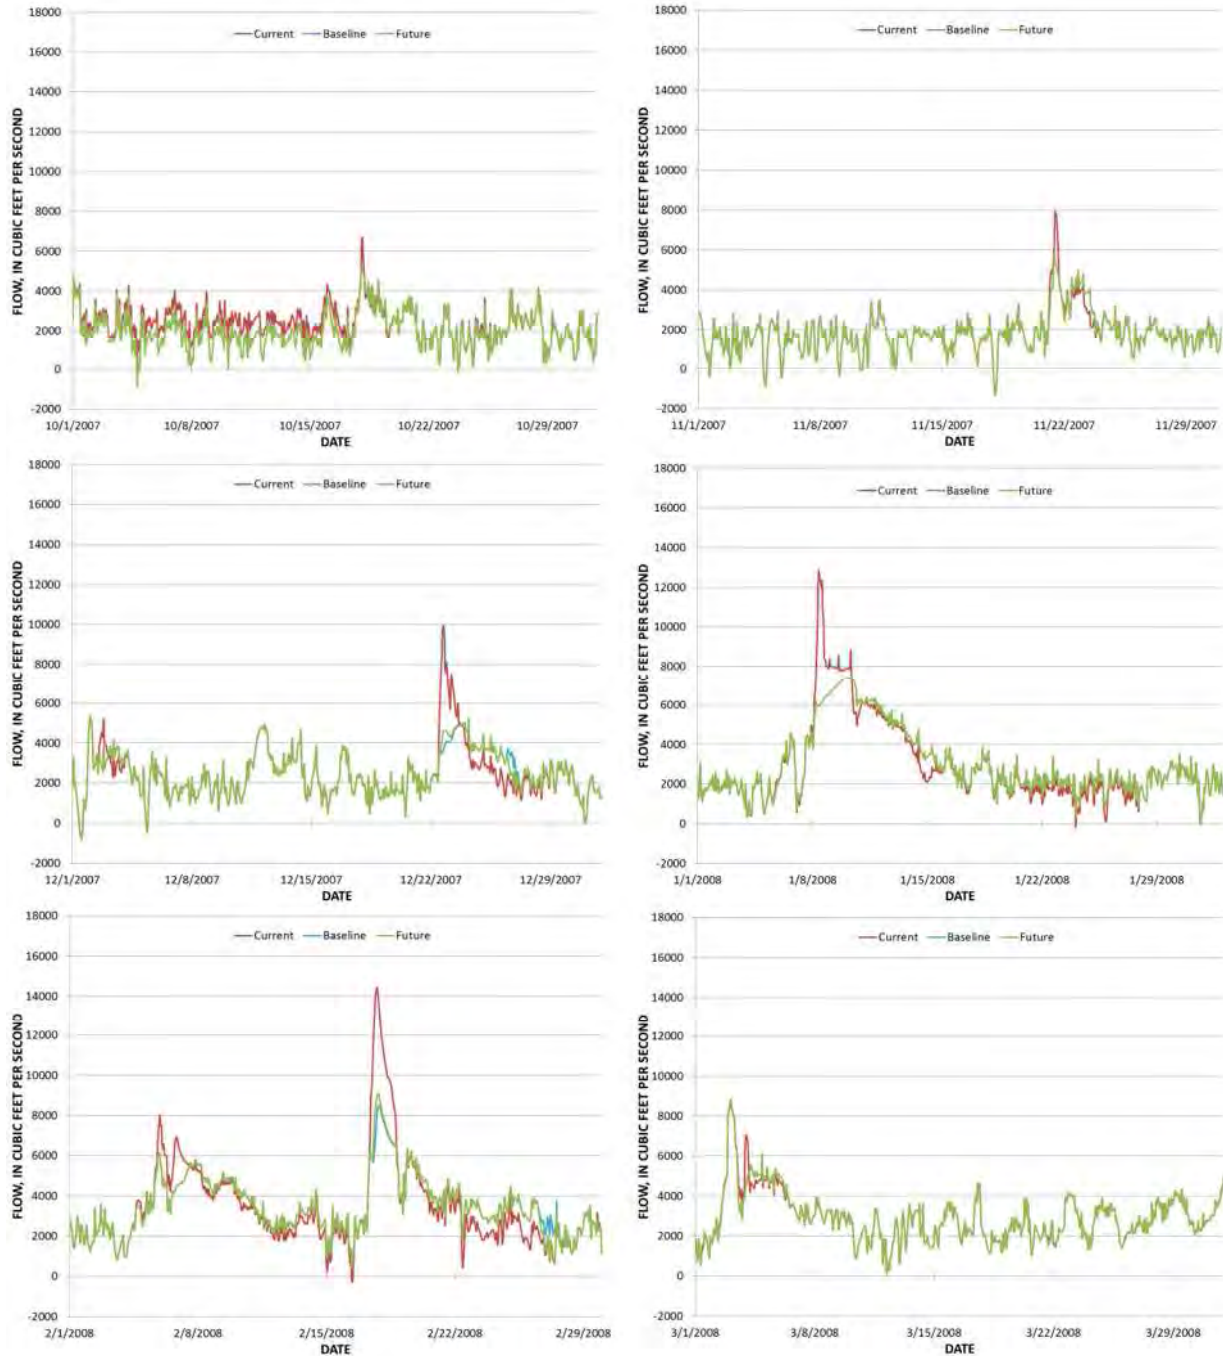 18000
Current Baseline Future
16000
14000
12000
10000
8000
6000
4000
2000
0
-2000
FLOW, IN CUBIC FEET PER SECOND
10/1/2007 10/8/2007 10/15/2007 10/22/2007 10/29/2007
DATE
18000
Current Baseline Future
16000
14000
12000
10000
8000
6000
4000
2000
0
-2000
FLOW, IN CUBIC FEET PER SECOND
11/1/2007 11/8/2007 11/15/2007 11/22/2007 11/29/2007
DATE
18000
Current Baseline Future
16000
14000
12000
10000
8000
6000
4000
2000
0
-2000
FLOW, IN CUBIC FEET PER SECOND
12/1/2007 12/8/2007 12/15/2007 12/22/2007 12/29/2007
DATE
18000
Current Baseline Future
16000
14000
12000
10000
8000
6000
4000
2000
0
-2000
FLOW, IN CUBIC FEET PER SECOND
1/1/2008 1/8/2008 1/15/2008 1/22/2008 1/29/2008
DATE
18000
Current Baseline Future
16000
14000
12000
10000
8000
6000
4000
2000
0
-2000
FLOW, IN CUBIC FEET PER SECOND
2/1/2008 2/8/2008 2/15/2008 2/22/2008 2/29/2008
DATE
18000
Current Baseline Future
16000
14000
12000
10000
8000
6000
4000
2000
0
-2000
FLOW, IN CUBIC FEET PER SECOND
3/1/2008 3/8/2008 3/15/2008 3/22/2008 3/29/2008
DATE